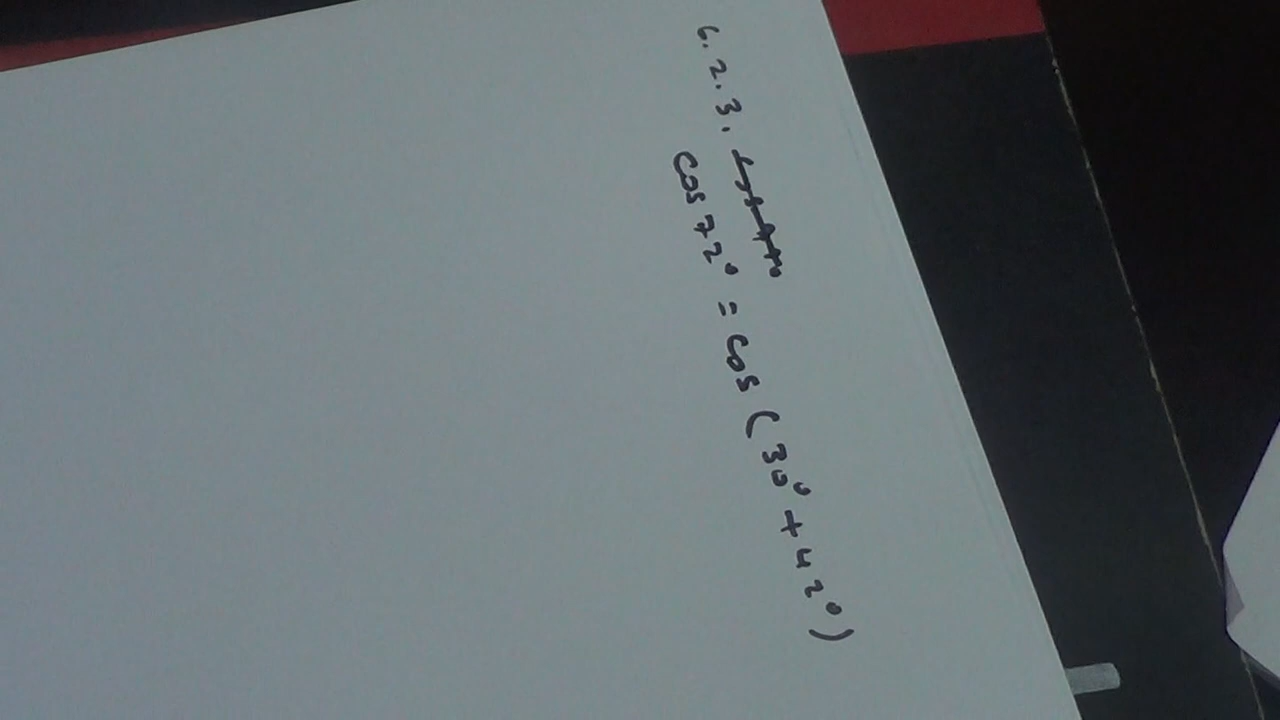 6.2.3.
cos 72° = cos (30° + 42°)